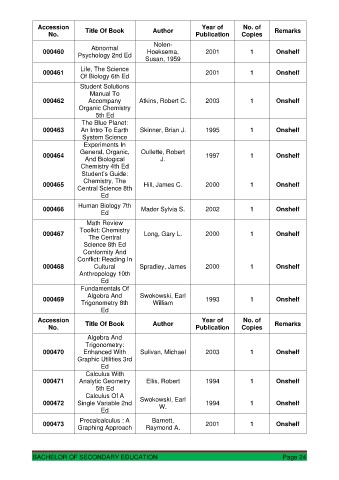 Accession No. Title Of Book Author Year of Publication No. of Copies Remarks
000460 Abnormal Psychology 2nd Ed Nolen-Hoeksema, Susan, 1959 2001 1 Onshelf
000461 Life, The Science Of Biology 6th Ed 2001 1 Onshelf
000462 Student Solutions Manual To Accompany Organic Chemistry 5th Ed Atkins, Robert C. 2003 1 Onshelf
000463 The Blue Planet: An Intro To Earth System Science Skinner, Brian J. 1995 1 Onshelf
000464 Experiments In General, Organic, And Biological Chemistry 4th Ed Oullette, Robert J. 1997 1 Onshelf
000465 Student's Guide: Chemistry, The Central Science 8th Ed Hill, James C. 2000 1 Onshelf
000466 Human Biology 7th Ed Mader Sylvia S. 2002 1 Onshelf
000467 Math Review Toolkit: Chemistry The Central Science 8th Ed Long, Gary L. 2000 1 Onshelf
000468 Conformity And Conflict: Reading In Cultural Anthropology 10th Ed Spradley, James 2000 1 Onshelf
000469 Fundamentals Of Algebra And Trigonometry 8th Ed Swokowski, Earl William 1993 1 Onshelf
Accession No. Title Of Book Author Year of Publication No. of Copies Remarks
000470 Algebra And Trigonometry: Enhanced With Graphic Utilities 3rd Ed Sulivan, Michael 2003 1 Onshelf
000471 Calculus With Analytic Geometry 5th Ed Ellis, Robert 1994 1 Onshelf
000472 Calculus Of A Single Variable 2nd Ed Swokowski, Earl W. 1994 1 Onshelf
000473 Precalcalculus : A Graphing Approach Barnett, Raymond A. 2001 1 Onshelf
BACHELOR OF SECONDARY EDUCATION Page 24